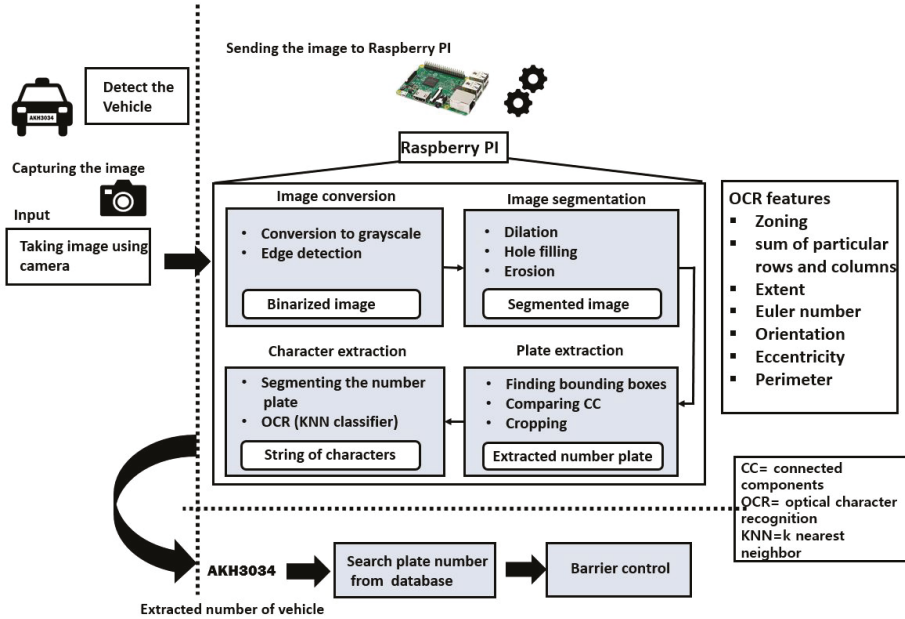 Sending the image to Raspberry PI
Detect the
Vehicle
AKH3034
Capturing the image
Input
Taking image using
camera
Raspberry PI
Image conversion
• Conversion to grayscale
• Edge detection
Binarized image
Image segmentation
• Dilation
• Hole filling
• Erosion
Segmented image
Character extraction
• Segmenting the number
plate
• OCR (KNN classifier)
String of characters
Plate extraction
• Finding bounding boxes
• Comparing CC
• Cropping
Extracted number plate
OCR features
▪ Zoning
▪ sum of particular
rows and columns
▪ Extent
▪ Euler number
▪ Orientation
▪ Eccentricity
▪ Perimeter
CC= connected
components
OCR= optical character
recognition
KNN=k nearest
neighbor
AKH3034
Search plate number
from database
Barrier control
Extracted number of vehicle